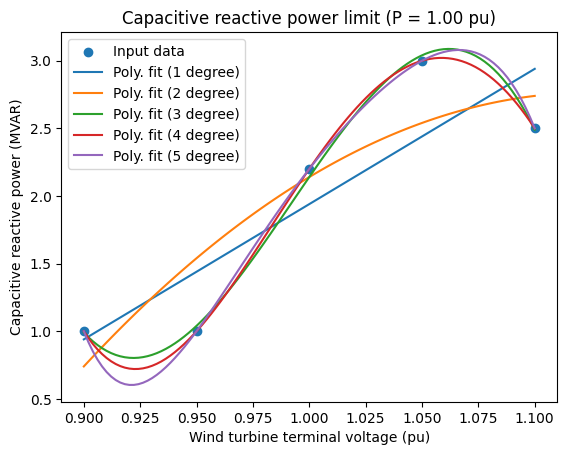 Capacitive reactive power limit (P = 1.00 pu)
Input data
Poly. fit (1 degree)
Poly. fit (2 degree)
Poly. fit (3 degree)
Poly. fit (4 degree)
Poly. fit (5 degree)
Capacitive reactive power (MVAR)
3.0
2.5
2.0
1.5
1.0
0.5
0.900 0.925 0.950 0.975 1.000 1.025 1.050 1.075 1.100
Wind turbine terminal voltage (pu)